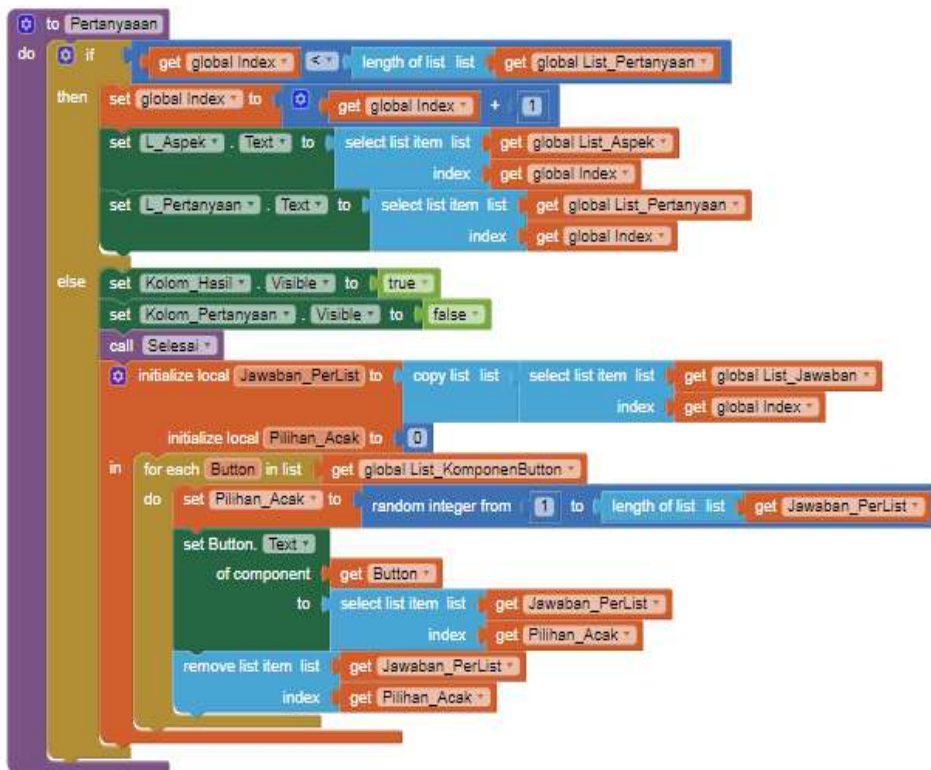 to Pertanyaaan
do if get global Index < length of list list get global List_Pertanyaan
then set global Index to get global Index + 1
set L_Aspek . Text to select list item list get global List_Aspek
index get global Index
set L_Pertanyaan . Text to select list item list get global List_Pertanyaan
index get global Index
else set Kolom_Hasil . Visible to true
set Kolom_Pertanyaan . Visible to false
call Selesai
initialize local Jawaban_PerList to copy list list select list item list get global List_Jawaban
index get global Index
initialize local Pilihan_Acak to 0
in for each Button in list get global List_KomponenButton
do set Pilihan_Acak to random integer from 1 to length of list list get Jawaban_PerList
set Button. Text
of component get Button
to select list item list get Jawaban_PerList
index get Pilihan_Acak
remove list item list get Jawaban_PerList
index get Pilihan_Acak